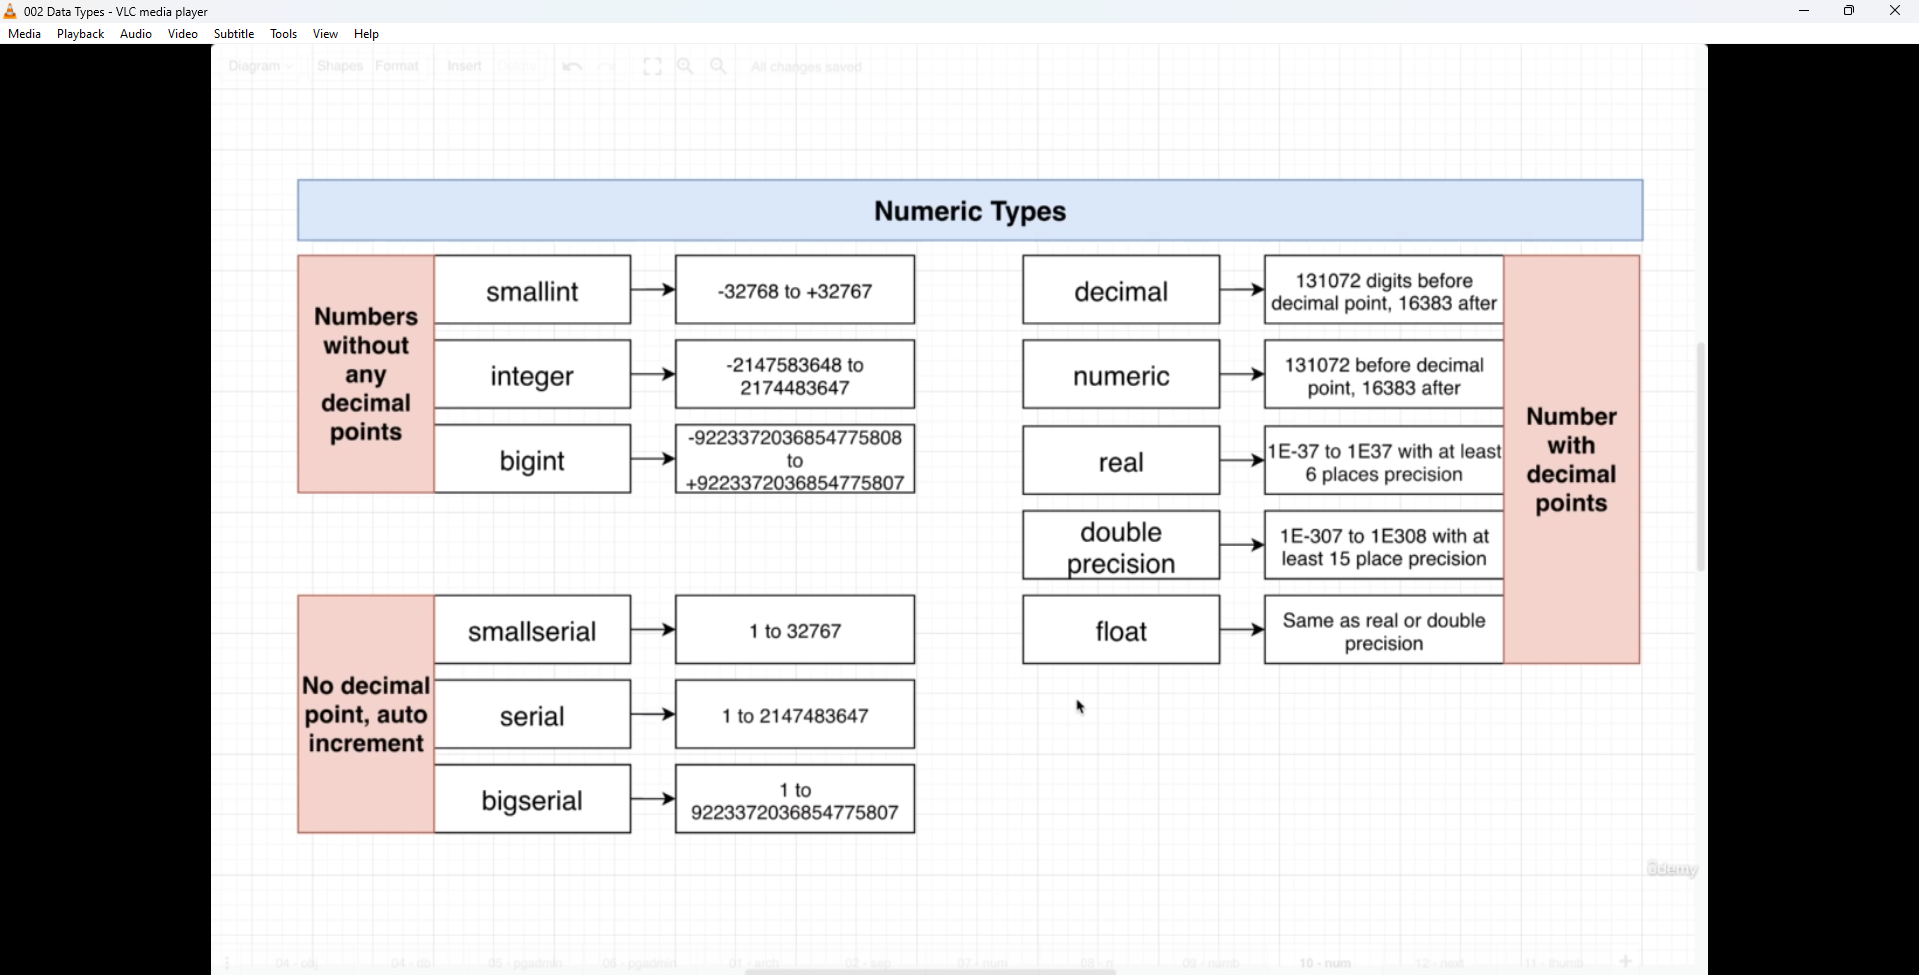 002 Data Types - VLC media player
Media Playback Audio Video Subtitle Tools View Help
Diagram Shapes Format Insert All changes saved
Numeric Types
Numbers
without
any
decimal
points
smallint
-32768 to +32767
integer
-2147583648 to
2174483647
bigint
-9223372036854775808
to
+9223372036854775807
No decimal
point, auto
increment
smallserial
1 to 32767
serial
1 to 2147483647
bigserial
1 to
9223372036854775807
decimal
131072 digits before
decimal point, 16383 after
numeric
131072 before decimal
point, 16383 after
real
1E-37 to 1E37 with at least
6 places precision
double
precision
1E-307 to 1E308 with at
least 15 place precision
float
Same as real or double
precision
Number
with
decimal
points
ûdemy
04 - obj 04 - db 05 - pgadmin 06 - pgadmin 01 - arch 02 - sep 07 - num 08 - n 09 - numb 10 - num 12 - next 11 - thumb